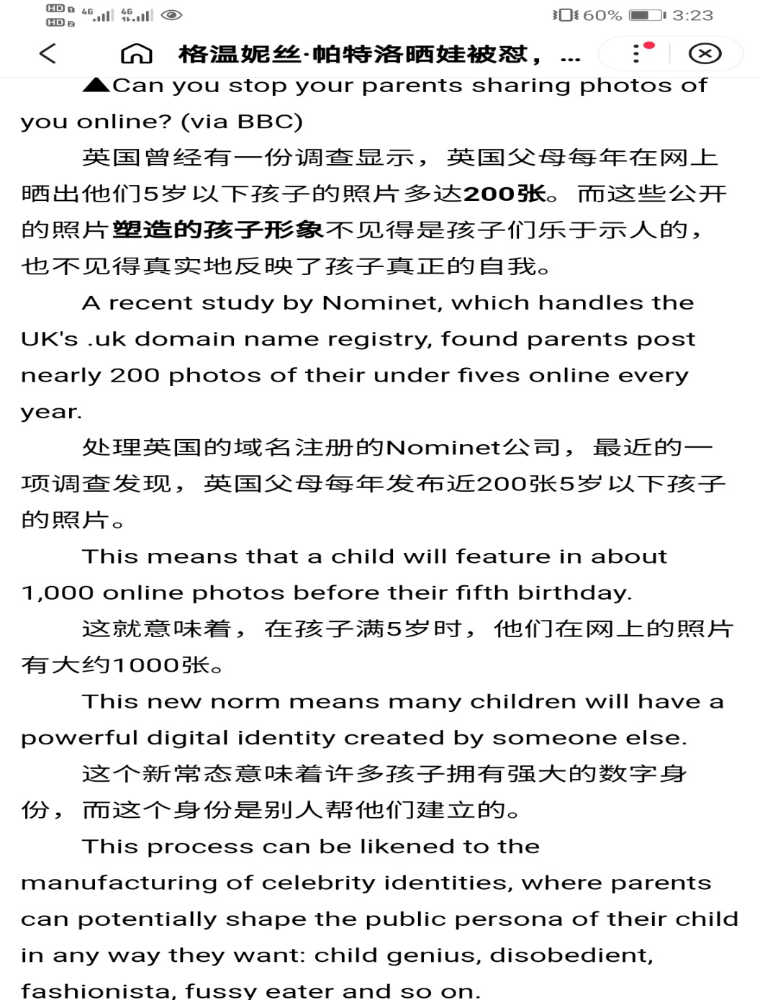 HD 1 4G 4G 60% 3:23
HD 2
格温妮丝·帕特洛晒娃被怼，...
▲Can you stop your parents sharing photos of
you online? (via BBC)
英国曾经有一份调查显示，英国父母每年在网上
晒出他们5岁以下孩子的照片多达200张。而这些公开
的照片塑造的孩子形象不见得是孩子们乐于示人的，
也不见得真实地反映了孩子真正的自我。
A recent study by Nominet, which handles the
UK's .uk domain name registry, found parents post
nearly 200 photos of their under fives online every
year.
处理英国的域名注册的Nominet公司，最近的一
项调查发现，英国父母每年发布近200张5岁以下孩子
的照片。
This means that a child will feature in about
1,000 online photos before their fifth birthday.
这就意味着，在孩子满5岁时，他们在网上的照片
有大约1000张。
This new norm means many children will have a
powerful digital identity created by someone else.
这个新常态意味着许多孩子拥有强大的数字身
份，而这个身份是别人帮他们建立的。
This process can be likened to the
manufacturing of celebrity identities, where parents
can potentially shape the public persona of their child
in any way they want: child genius, disobedient,
fashionista, fussy eater and so on.